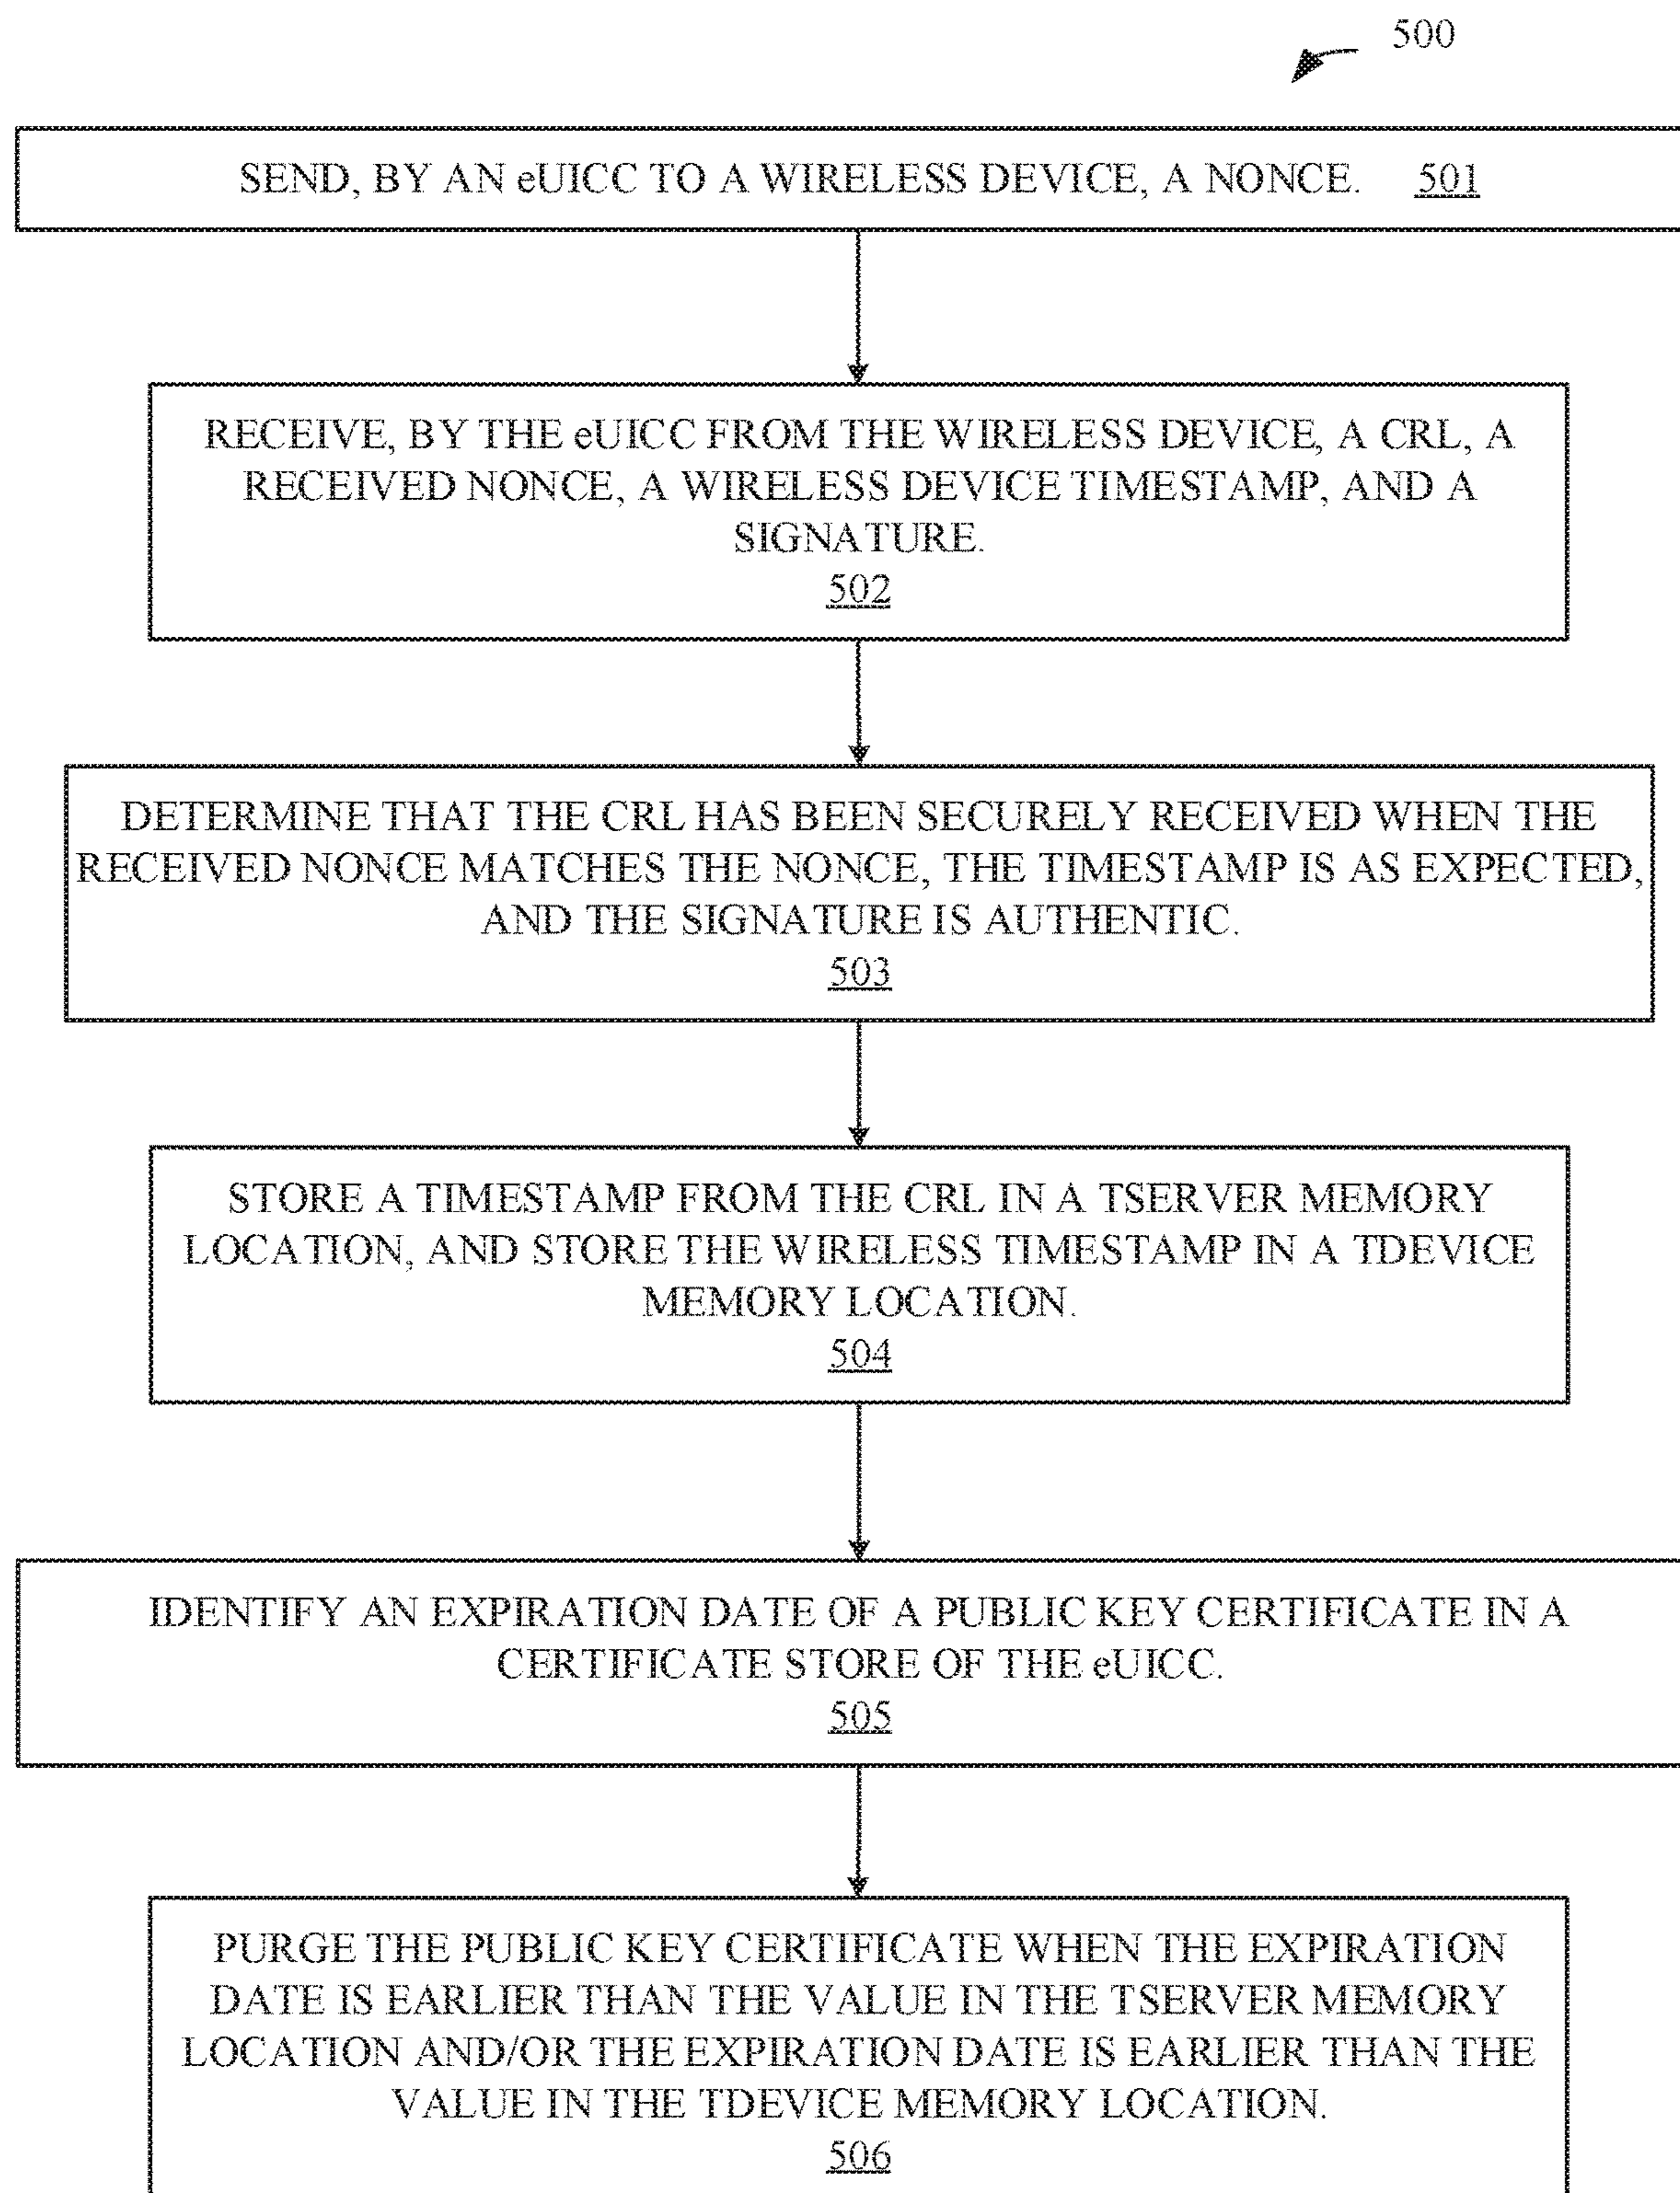 500
SEND, BY AN eUICC TO A WIRELESS DEVICE, A NONCE. 501
RECEIVE, BY THE eUICC FROM THE WIRELESS DEVICE, A CRL, A
RECEIVED NONCE, A WIRELESS DEVICE TIMESTAMP, AND A
SIGNATURE.
502
DETERMINE THAT THE CRL HAS BEEN SECURELY RECEIVED WHEN THE
RECEIVED NONCE MATCHES THE NONCE, THE TIMESTAMP IS AS EXPECTED,
AND THE SIGNATURE IS AUTHENTIC.
503
STORE A TIMESTAMP FROM THE CRL IN A TSERVER MEMORY
LOCATION, AND STORE THE WIRELESS TIMESTAMP IN A TDEVICE
MEMORY LOCATION.
504
IDENTIFY AN EXPIRATION DATE OF A PUBLIC KEY CERTIFICATE IN A
CERTIFICATE STORE OF THE eUICC.
505
PURGE THE PUBLIC KEY CERTIFICATE WHEN THE EXPIRATION
DATE IS EARLIER THAN THE VALUE IN THE TSERVER MEMORY
LOCATION AND/OR THE EXPIRATION DATE IS EARLIER THAN THE
VALUE IN THE TDEVICE MEMORY LOCATION.
506